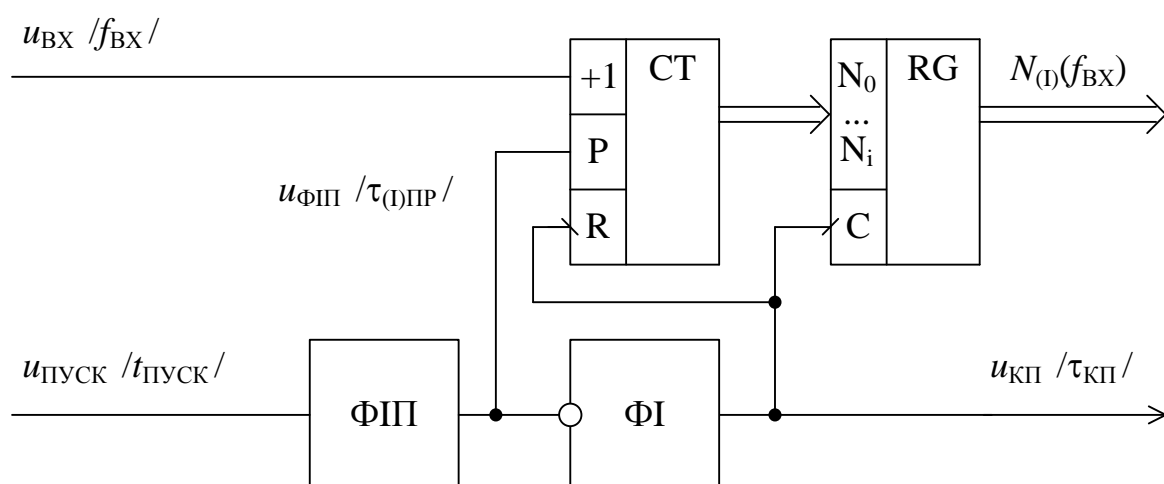 uВХ /fВХ/
+1 CT
P
R
N0
...
Ni
RG
C
N(I)(fВХ)
uФІП /τ(I)ПР/
uПУСК /tПУСК/
ФІП
ФІ
uКП /τКП/